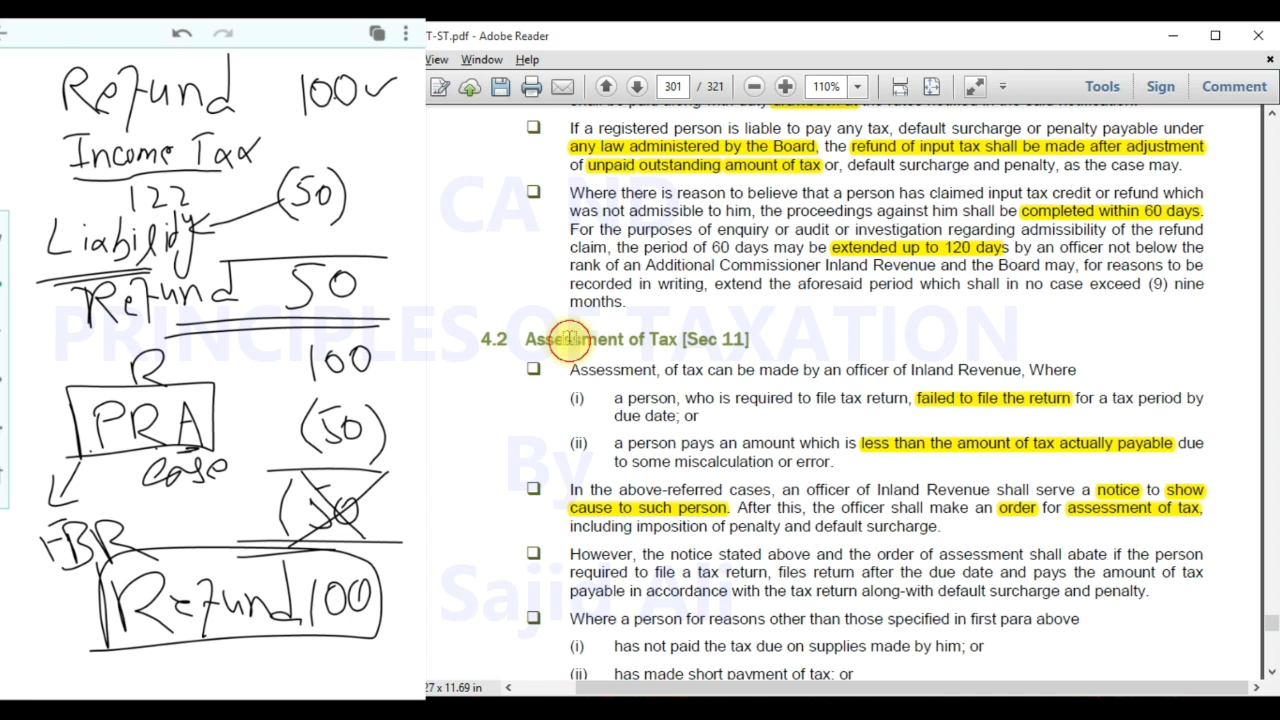 Refund 100
Income Tax
122 (50)
Liability
Refund 50
R 100
PRA (50)
case
(50
FBR
Refund 100
T-ST.pdf - Adobe Reader
View Window Help
301 / 321 110% Tools Sign Comment
❑ If a registered person is liable to pay any tax, default surcharge or penalty payable under
any law administered by the Board, the refund of input tax shall be made after adjustment
of unpaid outstanding amount of tax or, default surcharge and penalty, as the case may.
❑ Where there is reason to believe that a person has claimed input tax credit or refund which
was not admissible to him, the proceedings against him shall be completed within 60 days.
For the purposes of enquiry or audit or investigation regarding admissibility of the refund
claim, the period of 60 days may be extended up to 120 days by an officer not below the
rank of an Additional Commissioner Inland Revenue and the Board may, for reasons to be
recorded in writing, extend the aforesaid period which shall in no case exceed (9) nine
months.
4.2 Assessment of Tax [Sec 11]
❑ Assessment, of tax can be made by an officer of Inland Revenue, Where
(i) a person, who is required to file tax return, failed to file the return for a tax period by
due date; or
(ii) a person pays an amount which is less than the amount of tax actually payable due
to some miscalculation or error.
❑ In the above-referred cases, an officer of Inland Revenue shall serve a notice to show
cause to such person. After this, the officer shall make an order for assessment of tax,
including imposition of penalty and default surcharge.
❑ However, the notice stated above and the order of assessment shall abate if the person
required to file a tax return, files return after the due date and pays the amount of tax
payable in accordance with the tax return along-with default surcharge and penalty.
❑ Where a person for reasons other than those specified in first para above
(i) has not paid the tax due on supplies made by him; or
(ii) has made short payment of tax; or
27 x 11.69 in
PRINCIPLES OF TAXATION
By
Sajid Ali